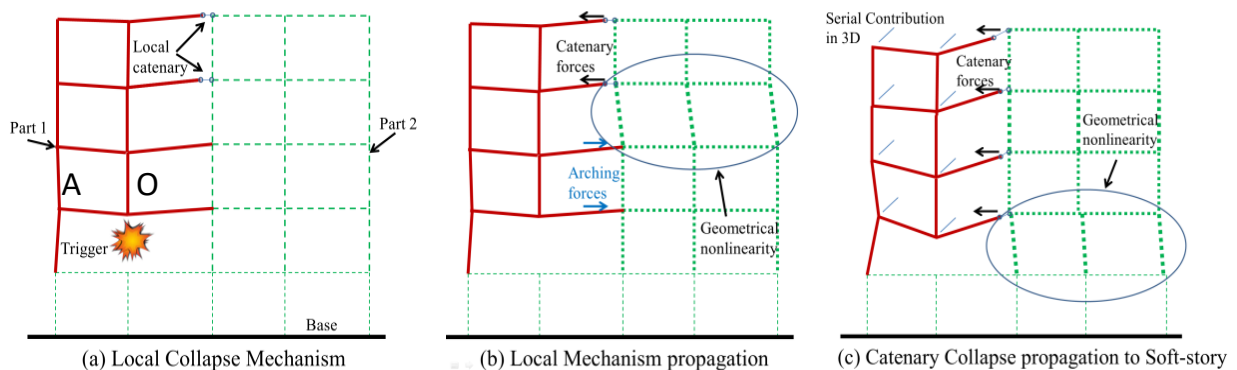 Local
catenary
Part 1
Part 2
A
O
Trigger
Base
(a) Local Collapse Mechanism
Catenary
forces
Arching
forces
Geometrical
nonlinearity
(b) Local Mechanism propagation
Serial Contribution
in 3D
Catenary
forces
Geometrical
nonlinearity
(c) Catenary Collapse propagation to Soft-story